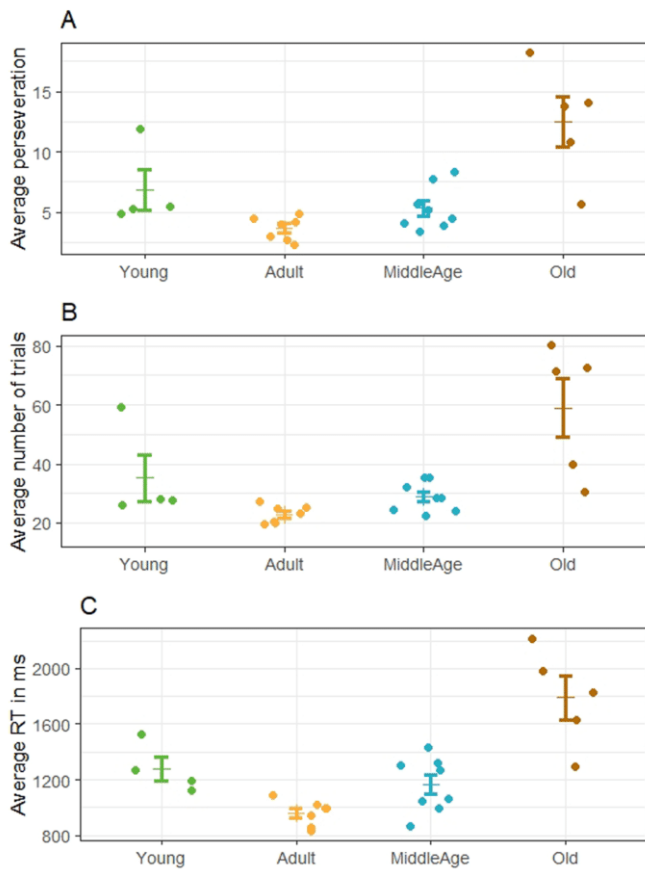 A
Average perseveration
15
10
5
Young Adult MiddleAge Old
B
Average number of trials
80
60
40
20
Young Adult MiddleAge Old
C
Average RT in ms
2000
1600
1200
800
Young Adult MiddleAge Old